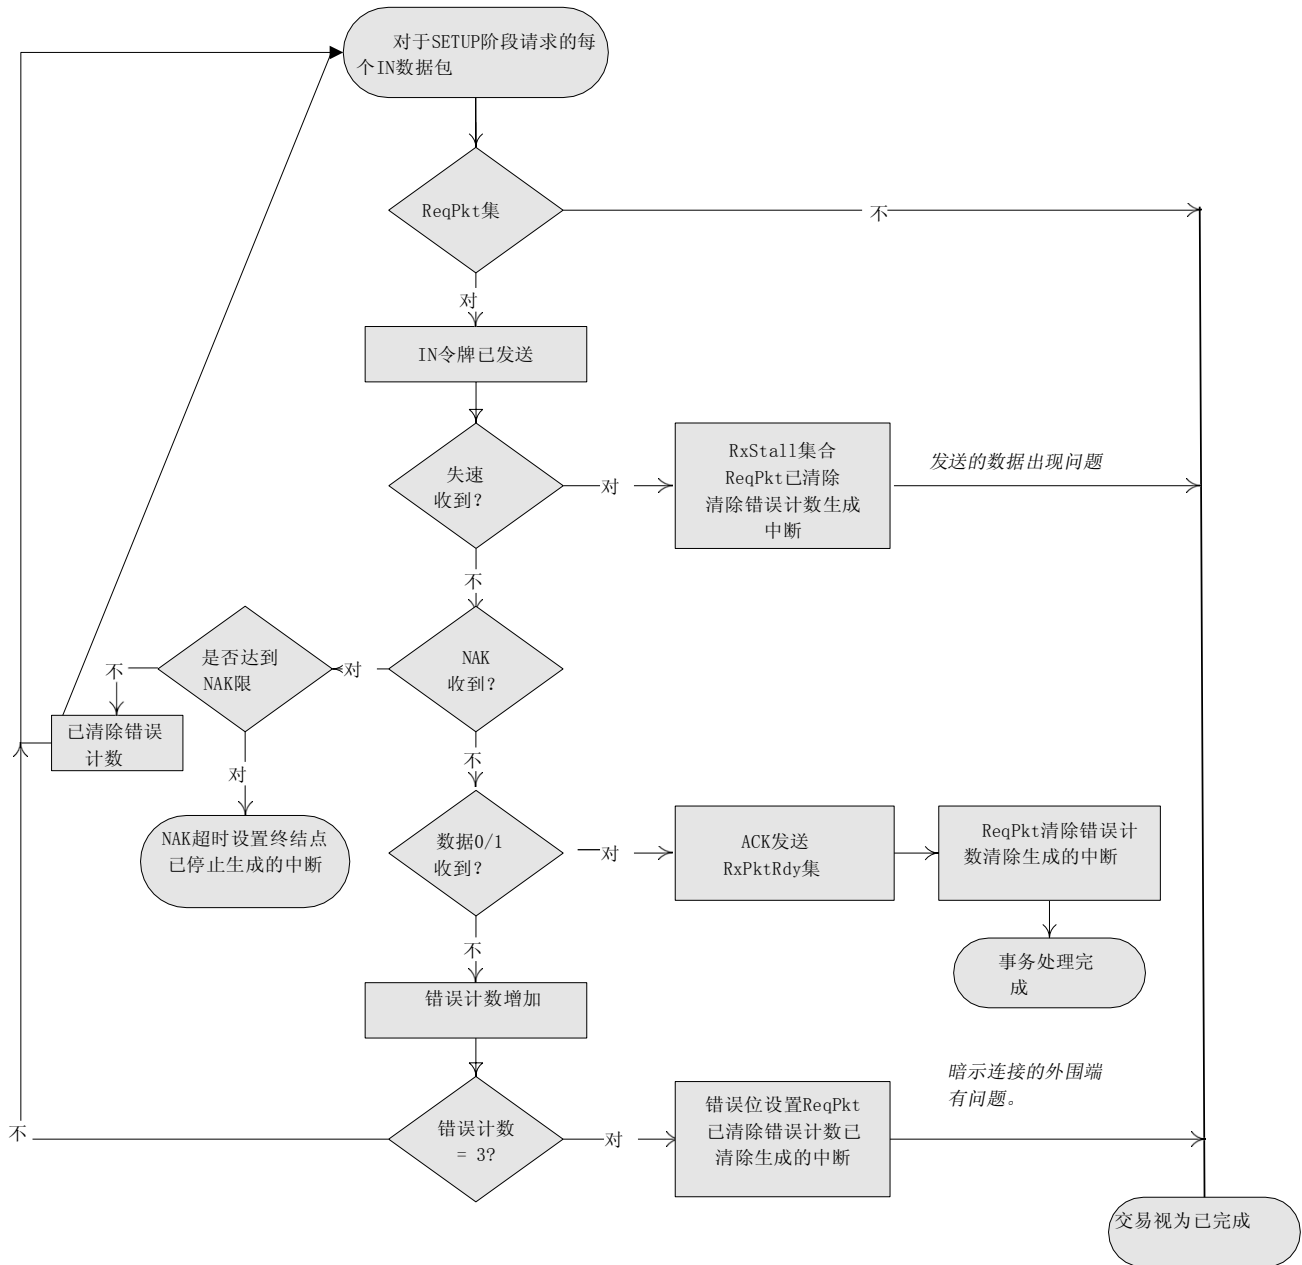 对于SETUP阶段请求的每
个IN数据包
ReqPkt集
不
对
IN令牌已发送
失速
收到?
对
RxStall集合
ReqPkt已清除
清除错误计数生成
中断
发送的数据出现问题
不
NAK
收到?
对
是否达到
NAK限
不
已清除错误
计数
对
NAK超时设置终结点
已停止生成的中断
不
数据0/1
收到?
对
ACK发送
RxPktRdy集
ReqPkt清除错误计
数清除生成的中断
事务处理完
成
不
错误计数增加
错误计数
= 3?
不
对
错误位设置ReqPkt
已清除错误计数已
清除生成的中断
暗示连接的外围端
有问题。
交易视为已完成